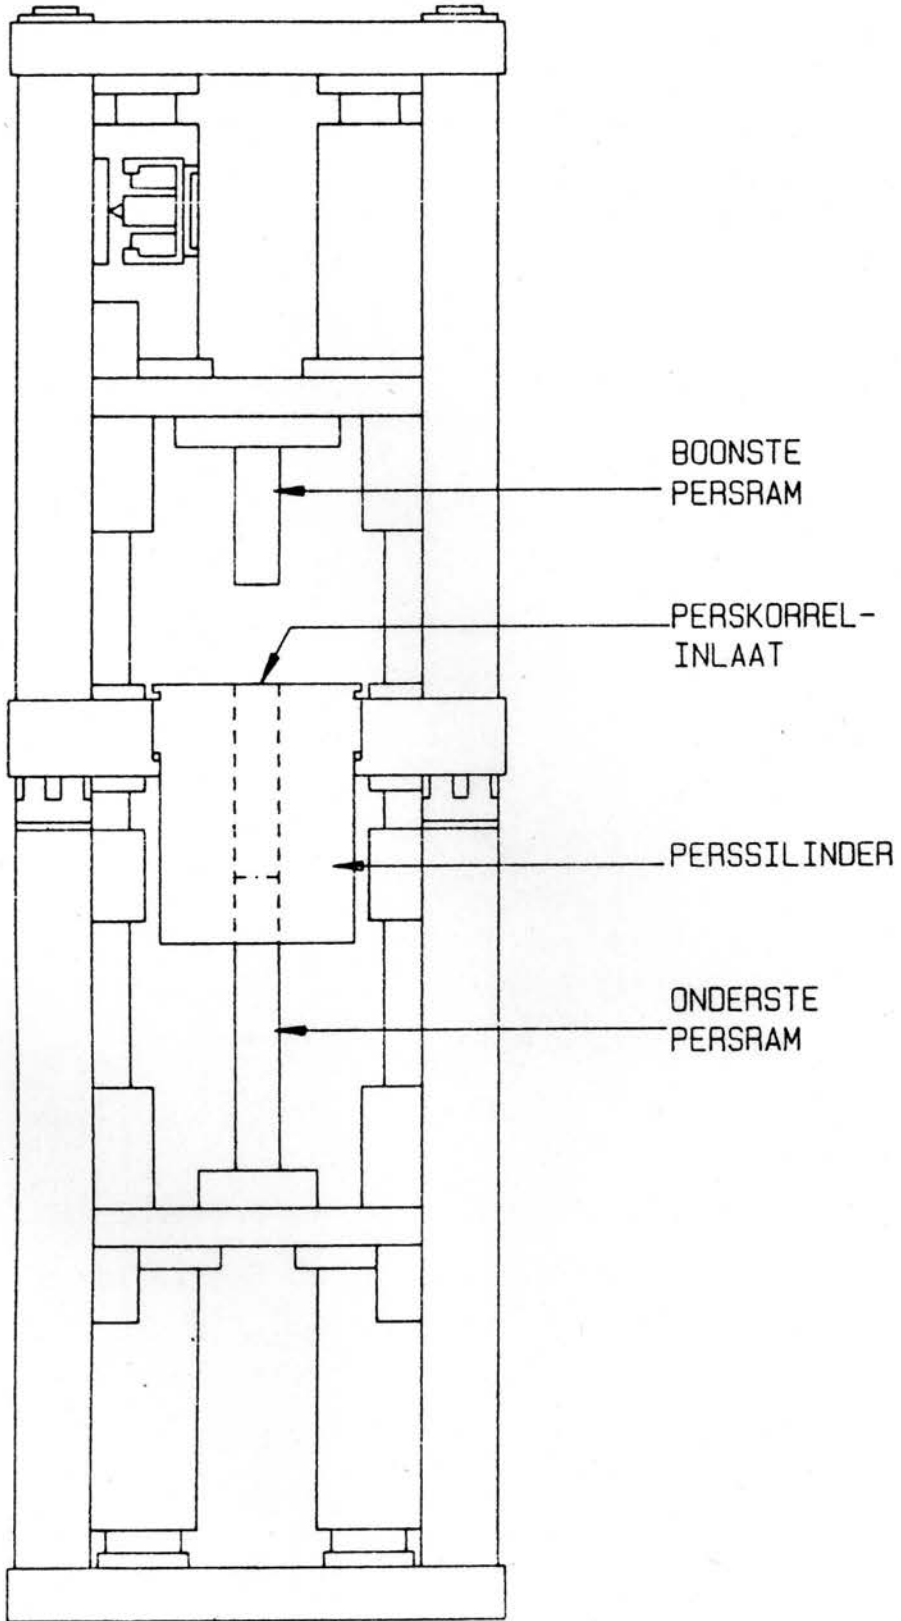 BOONSTE
PERSRAM
PERSKORREL-
INLAAT
PERSSILINDER
ONDERSTE
PERSRAM